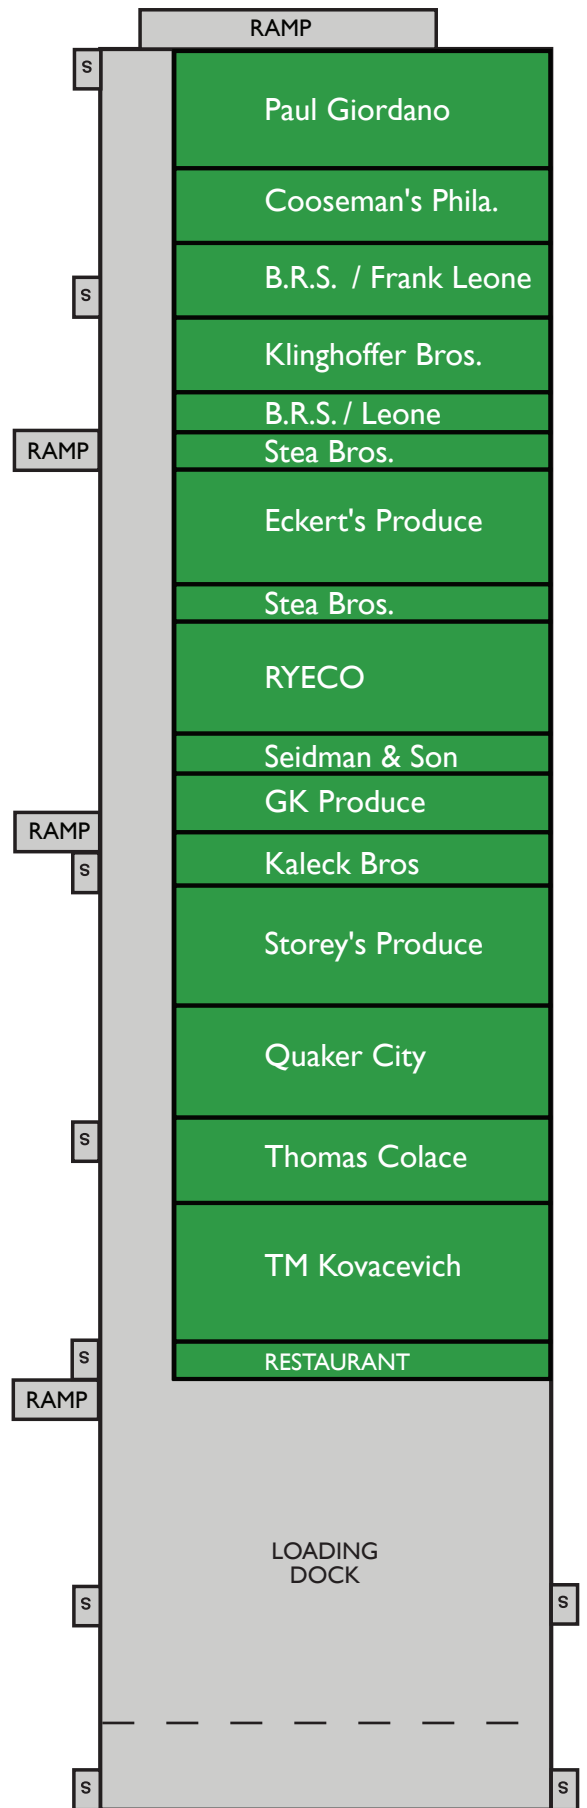 RAMP
S
Paul Giordano
Cooseman's Phila.
B.R.S. / Frank Leone
S
Klinghoffer Bros.
B.R.S. / Leone
RAMP
Stea Bros.
Eckert's Produce
Stea Bros.
RYECO
Seidman & Son
GK Produce
RAMP
Kaleck Bros
S
Storey's Produce
Quaker City
S
Thomas Colace
TM Kovacevich
S
RESTAURANT
RAMP
LOADING
DOCK
S
S
S
S